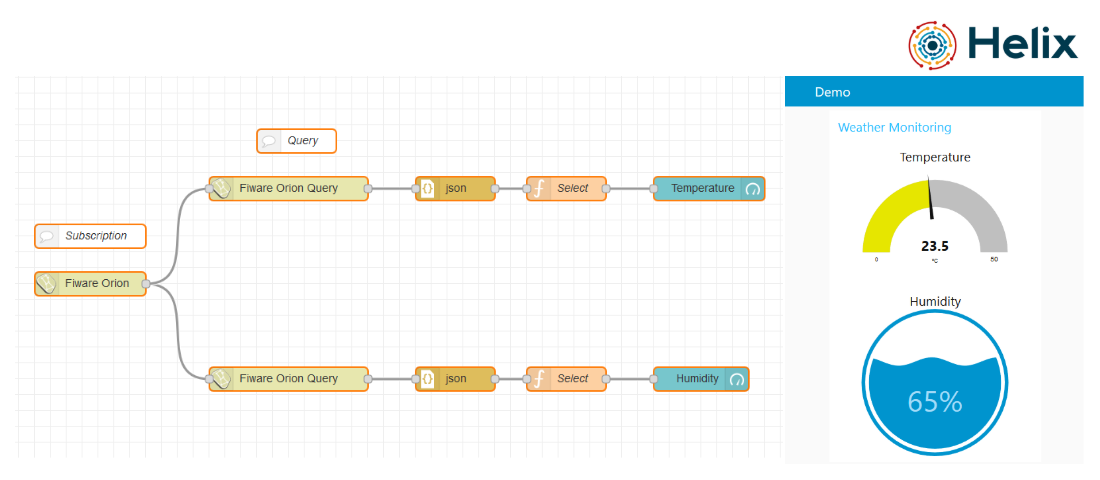 Helix
Query
Fiware Orion Query
json
Select
Temperature
Subscription
Fiware Orion
Fiware Orion Query
json
Select
Humidity
Demo
Weather Monitoring
Temperature
23.5
0
ºC
50
Humidity
65%